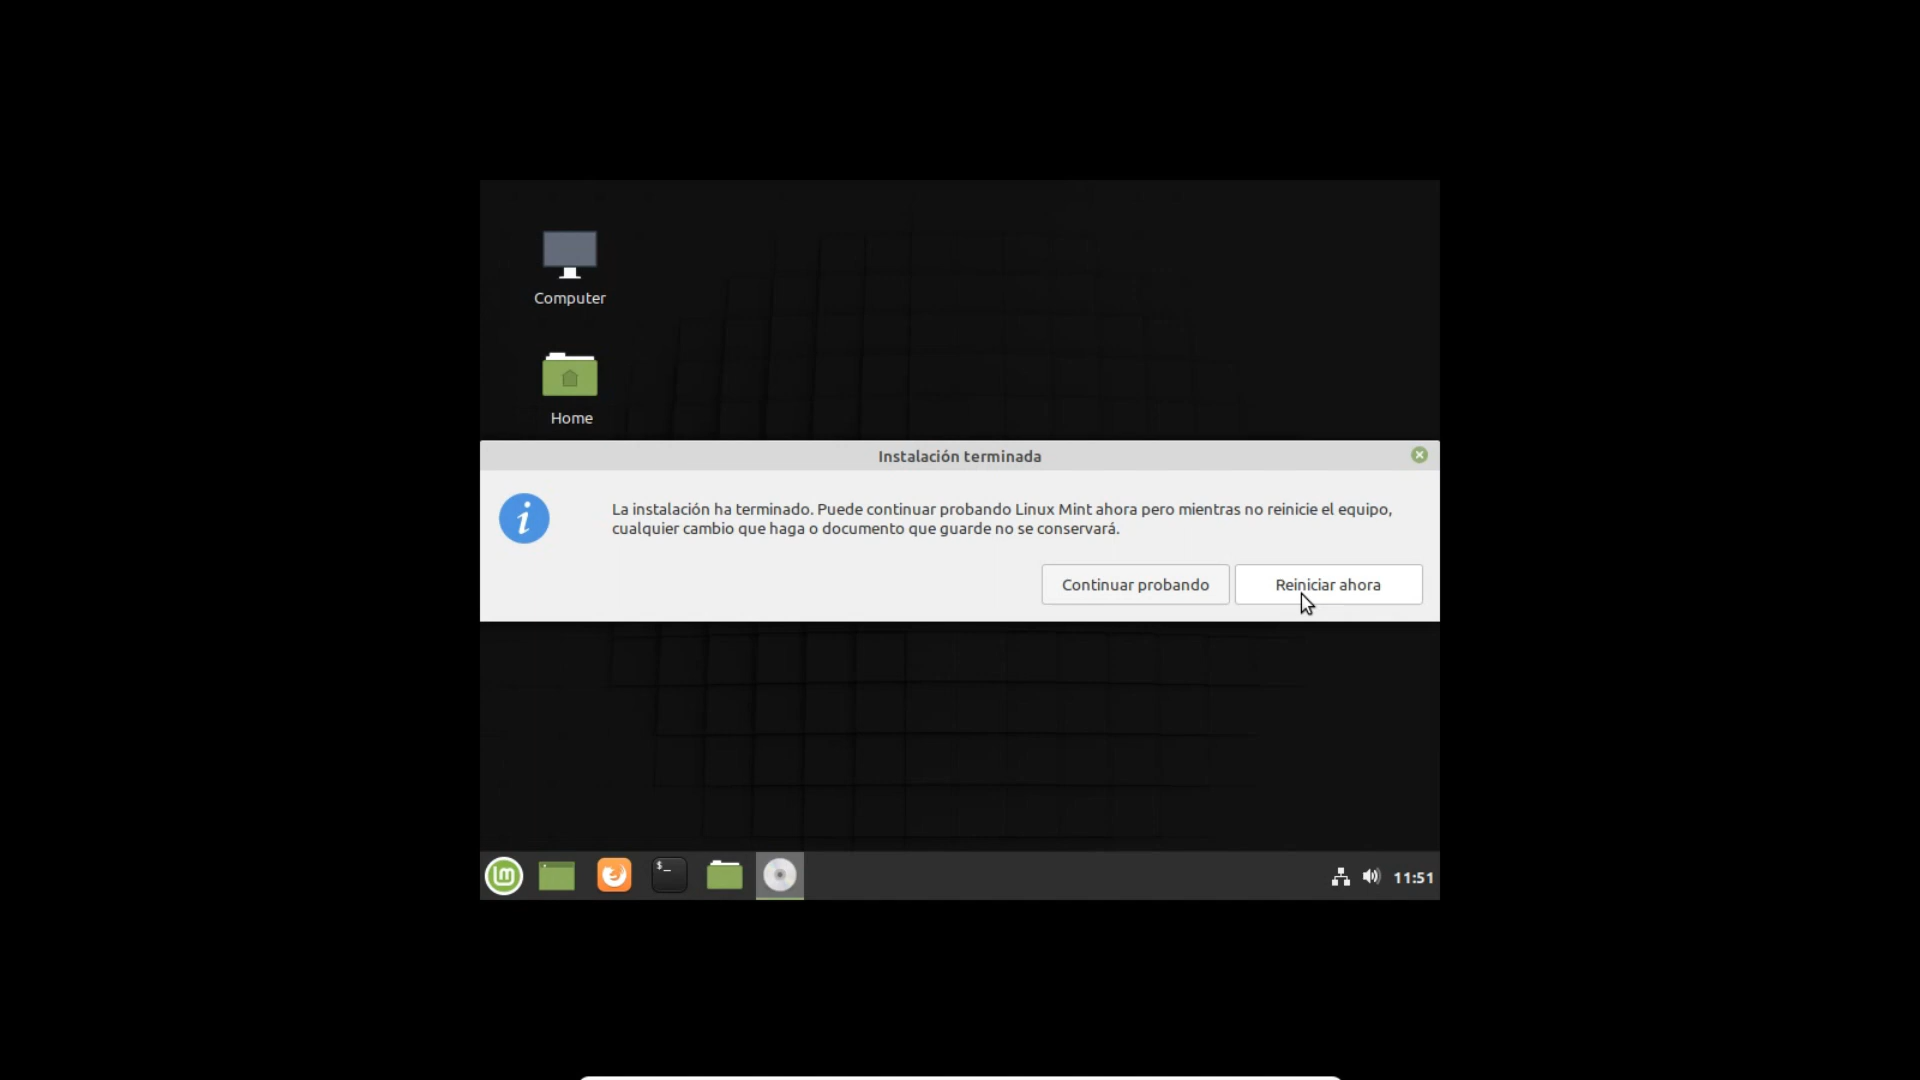 Computer
Home
Instalación terminada
La instalación ha terminado. Puede continuar probando Linux Mint ahora pero mientras no reinicie el equipo,
cualquier cambio que haga o documento que guarde no se conservará.
Continuar probando
Reiniciar ahora
$_
11:51